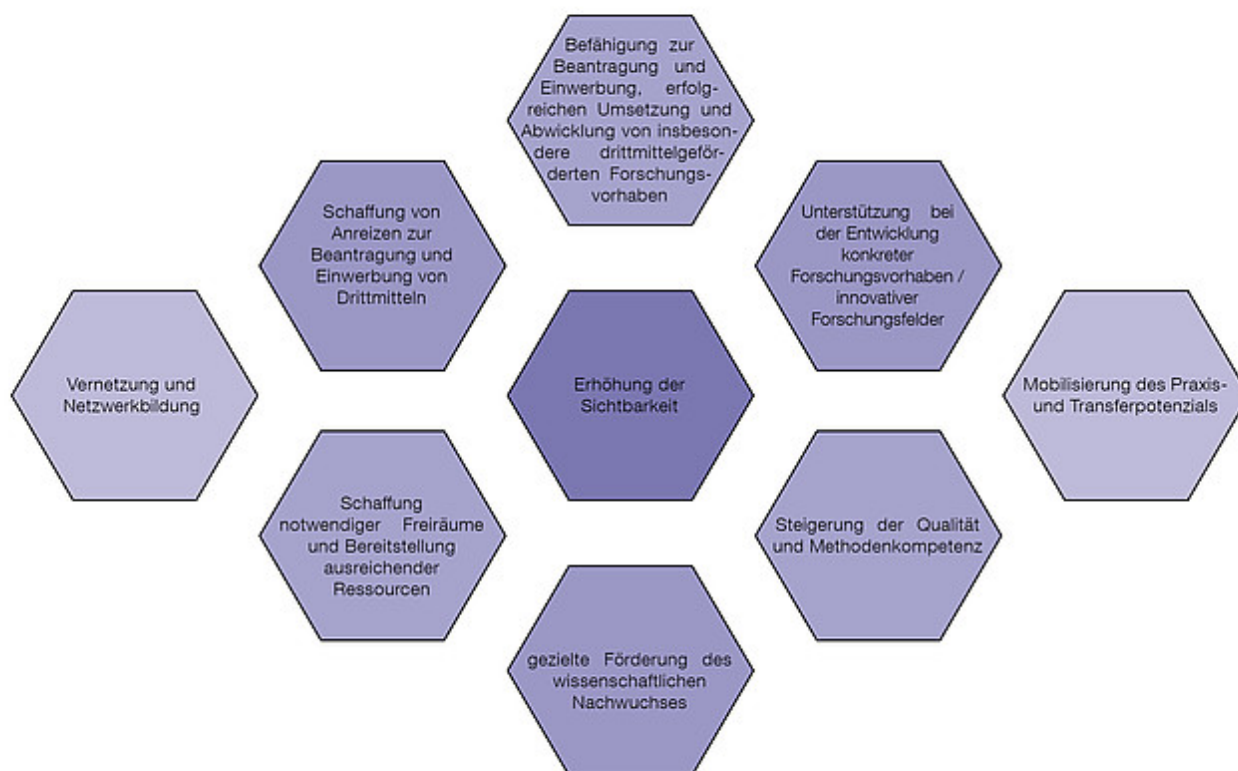 Befähigung zur
Beantragung und
Einwerbung, erfolg-
reichen Umsetzung und
Abwicklung von insbeson-
dere drittmittelgeför-
derten Forschungs-
vorhaben
Schaffung von
Anreizen zur
Beantragung und
Einwerbung von
Drittmitteln
Unterstützung bei
der Entwicklung
konkreter
Forschungsvorhaben /
innovativer
Forschungsfelder
Vernetzung und
Netzwerkbildung
Erhöhung der
Sichtbarkeit
Mobilisierung des Praxis-
und Transferpotenzials
Schaffung
notwendiger Freiräume
und Bereitstellung
ausreichender
Ressourcen
Steigerung der Qualität
und Methodenkompetenz
gezielte Förderung des
wissenschaftlichen
Nachwuchses